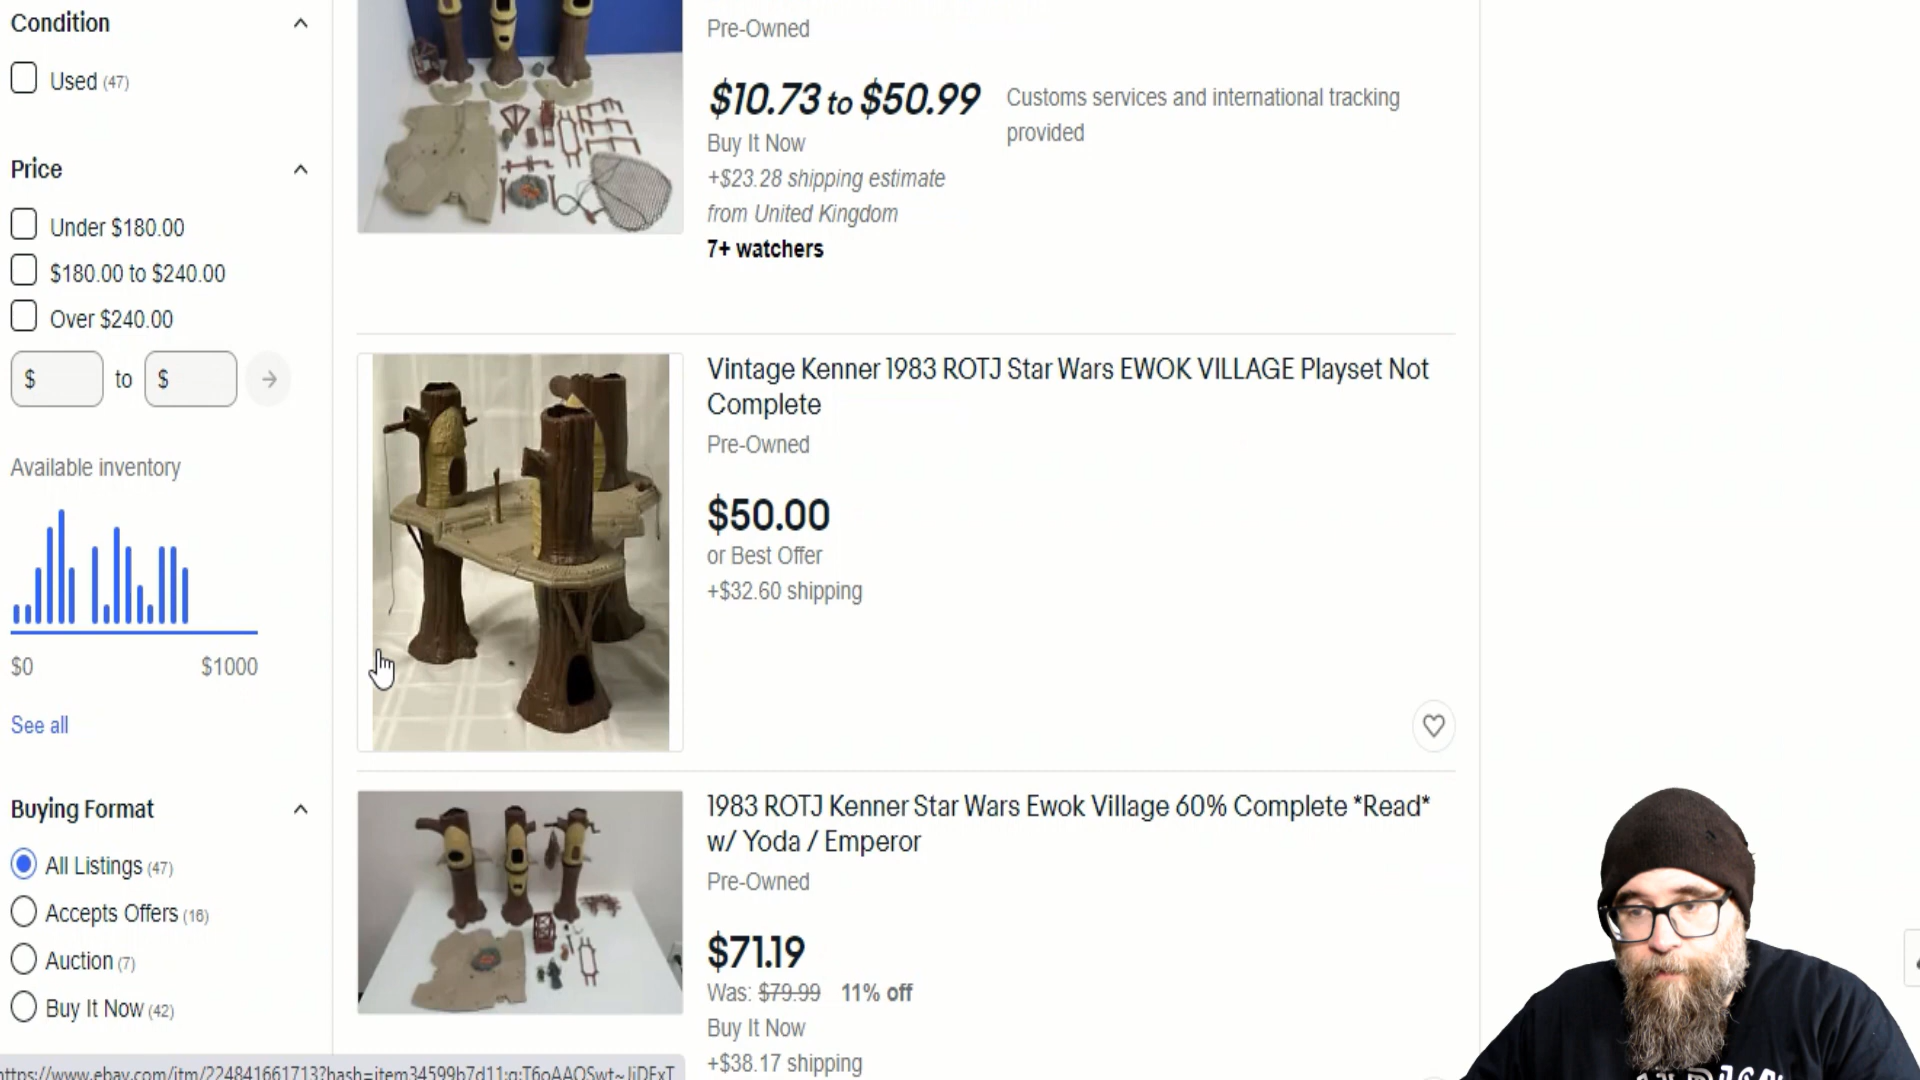 Condition
Used (47)
Price
Under $180.00
$180.00 to $240.00
Over $240.00
$ to $
Available inventory
$0 $1000
See all
Buying Format
All Listings (47)
Accepts Offers (16)
Auction (7)
Buy It Now (42)
Pre-Owned
$10.73 to $50.99
Customs services and international tracking
provided
Buy It Now
+$23.28 shipping estimate
from United Kingdom
7+ watchers
Vintage Kenner 1983 ROTJ Star Wars EWOK VILLAGE Playset Not
Complete
Pre-Owned
$50.00
or Best Offer
+$32.60 shipping
1983 ROTJ Kenner Star Wars Ewok Village 60% Complete *Read*
w/ Yoda / Emperor
Pre-Owned
$71.19
Was: $79.99 11% off
Buy It Now
+$38.17 shipping